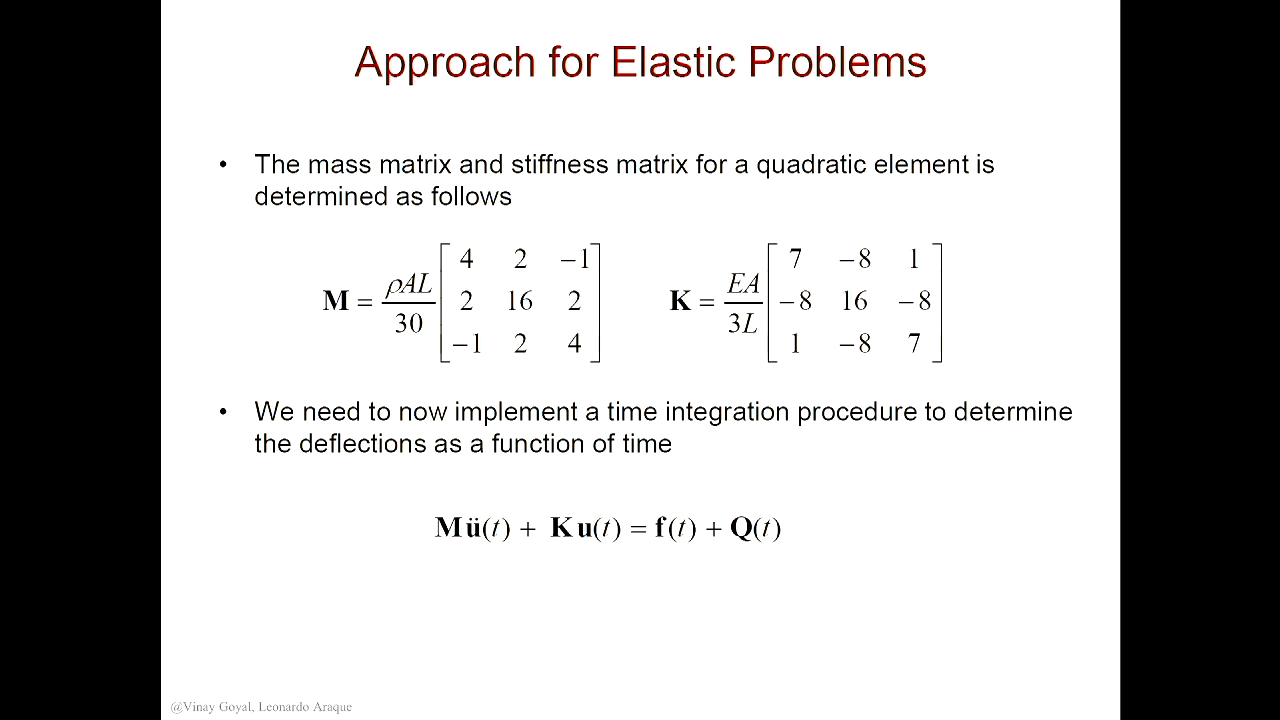 Approach for Elastic Problems
• The mass matrix and stiffness matrix for a quadratic element is
determined as follows
M = ρAL/30 [4 2 −1; 2 16 2; −1 2 4] K = EA/3L [7 −8 1; −8 16 −8; 1 −8 7]
• We need to now implement a time integration procedure to determine
the deflections as a function of time
Mü(t) + Ku(t) = f(t) + Q(t)
@Vinay Goyal, Leonardo Araque